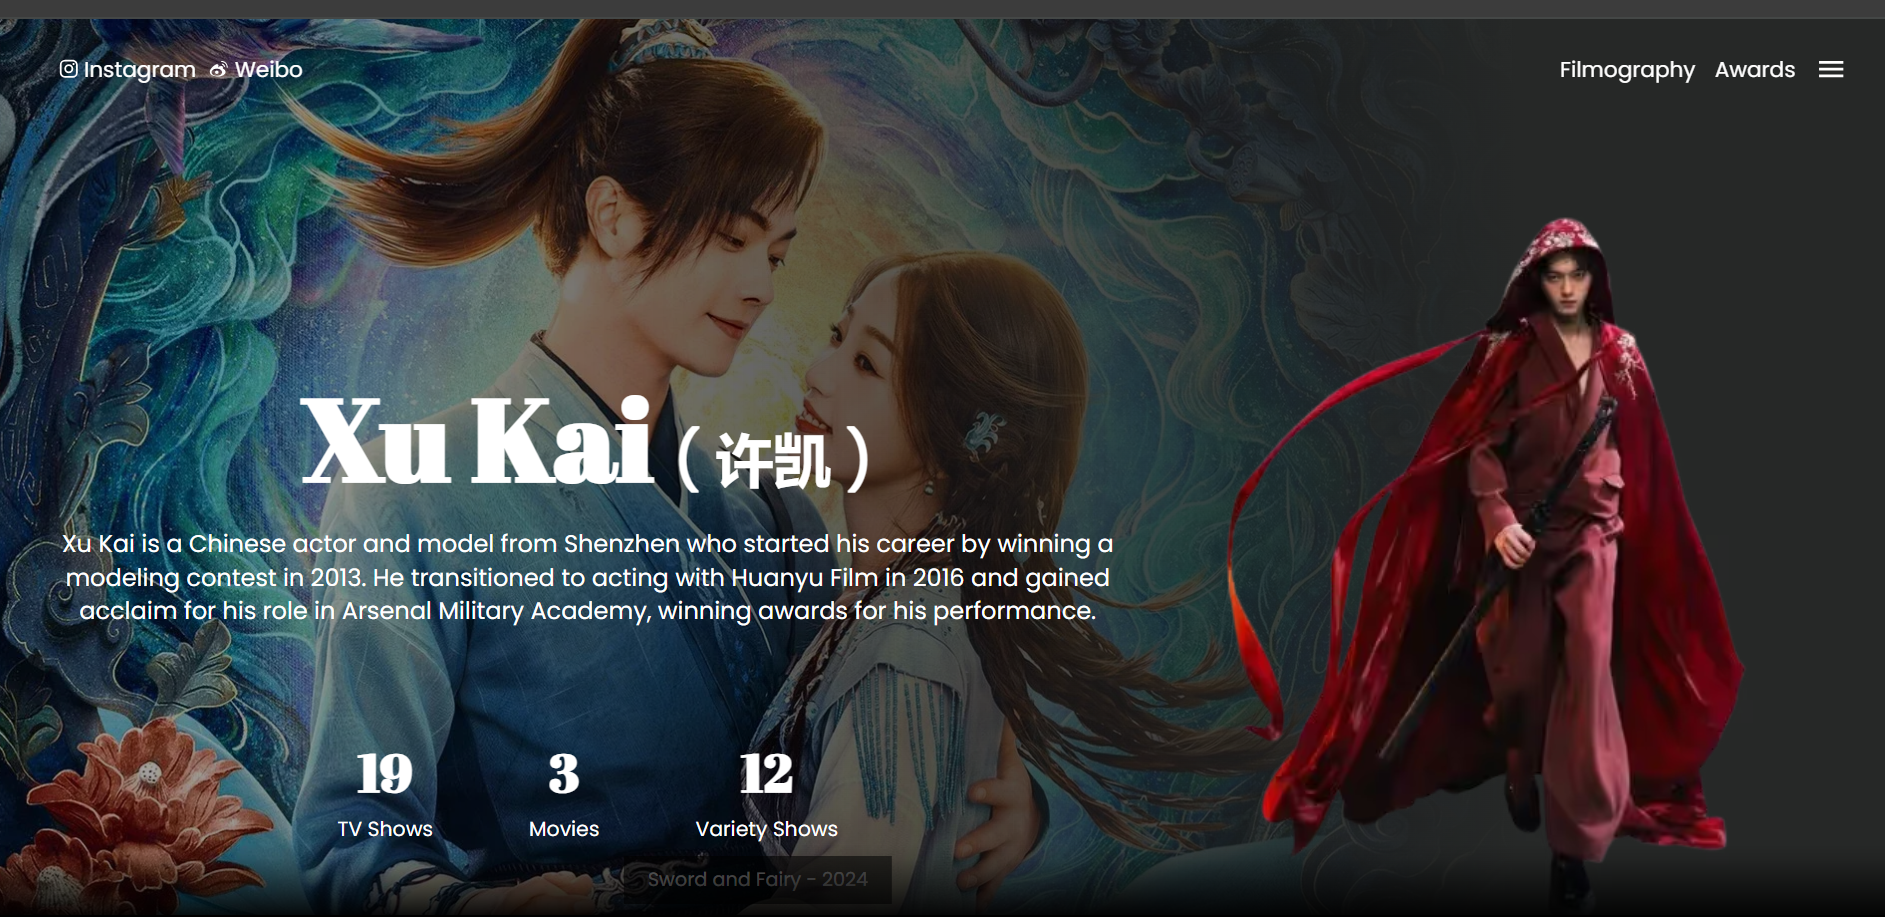 Instagram Weibo
Filmography Awards
Xu Kai (许凯)
Xu Kai is a Chinese actor and model from Shenzhen who started his career by winning a
modeling contest in 2013. He transitioned to acting with Huanyu Film in 2016 and gained
acclaim for his role in Arsenal Military Academy, winning awards for his performance.
19 3 12
TV Shows Movies Variety Shows
Sword and Fairy - 2024